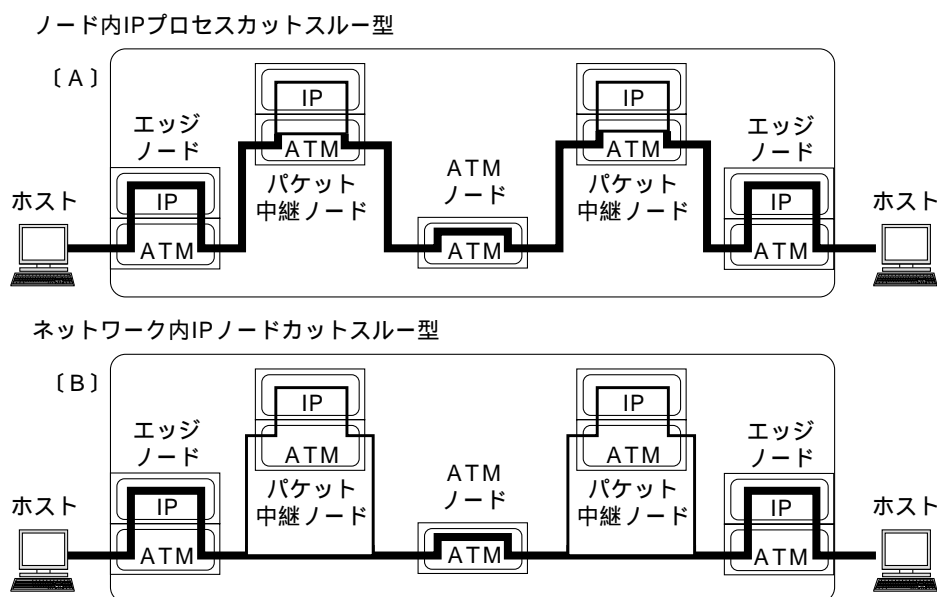 ノード内IPプロセスカットスルー型
〔A〕
IP
IP
エッジ
ノード
ATM
ATM
エッジ
ノード
パケット
中継ノード
ATM
ノード
パケット
中継ノード
ホスト
IP
IP
ホスト
ATM
ATM
ATM
ネットワーク内IPノードカットスルー型
〔B〕
IP
IP
エッジ
ノード
ATM
ATM
エッジ
ノード
パケット
中継ノード
ATM
ノード
パケット
中継ノード
ホスト
IP
IP
ホスト
ATM
ATM
ATM